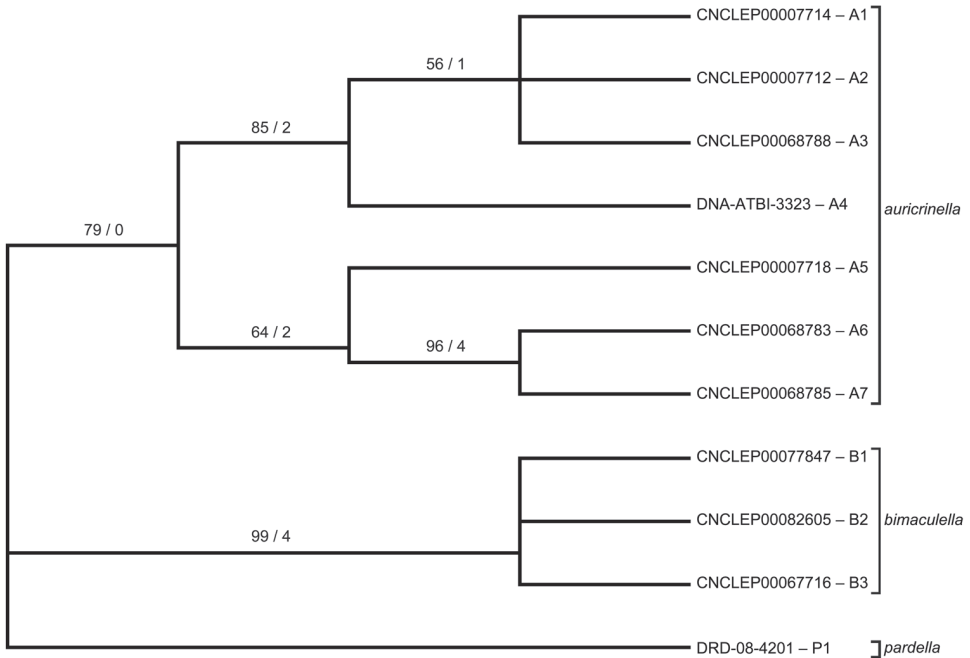 CNCLEP00007714 – A1
56 / 1
CNCLEP00007712 – A2
85 / 2
CNCLEP00068788 – A3
DNA-ATBI-3323 – A4
auricrinella
79 / 0
CNCLEP00007718 – A5
64 / 2
CNCLEP00068783 – A6
96 / 4
CNCLEP00068785 – A7
CNCLEP00077847 – B1
CNCLEP00082605 – B2
bimaculella
99 / 4
CNCLEP00067716 – B3
DRD-08-4201 – P1
pardella